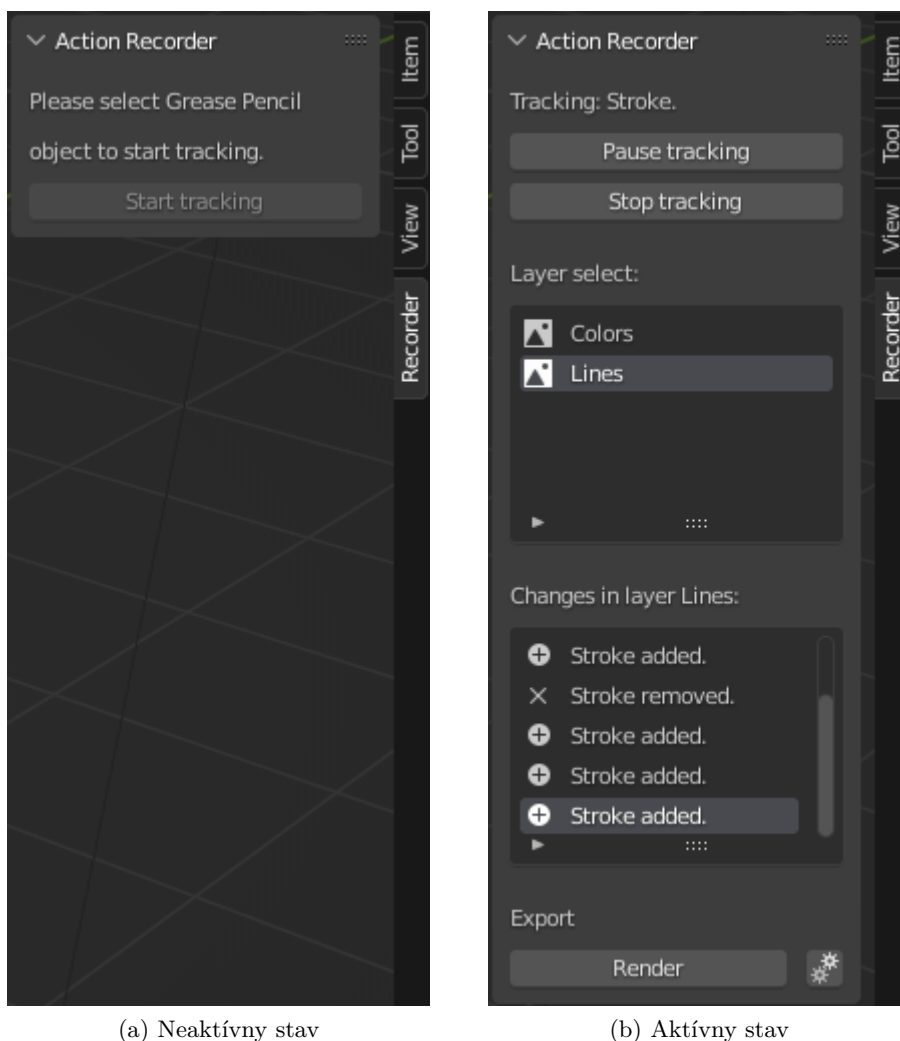 Action Recorder
Please select Grease Pencil
object to start tracking.
Start tracking
Item
Tool
View
Recorder
(a) Neaktívny stav
Action Recorder
Tracking: Stroke.
Pause tracking
Stop tracking
Layer select:
Colors
Lines
Changes in layer Lines:
Stroke added.
Stroke removed.
Stroke added.
Stroke added.
Stroke added.
Export
Render
Item
Tool
View
Recorder
(b) Aktívny stav